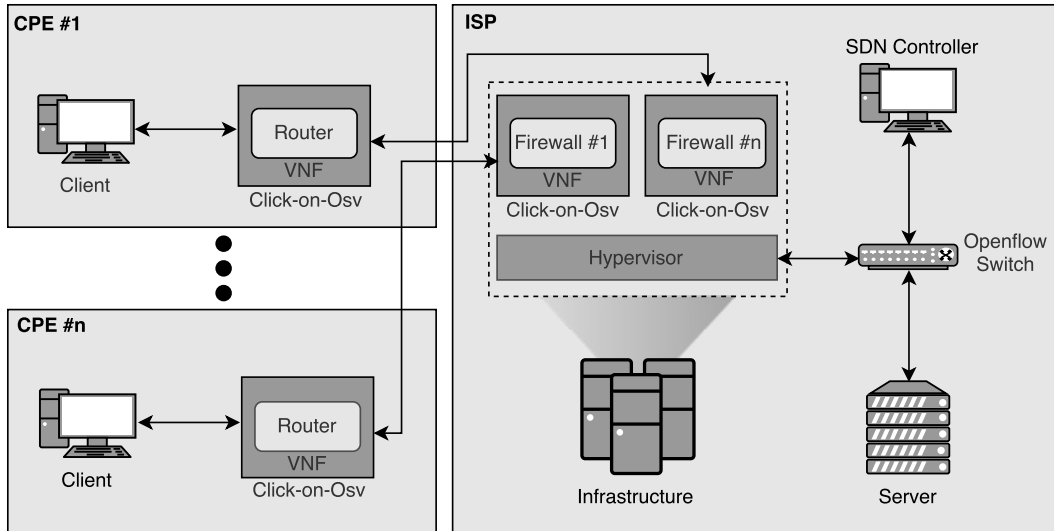 CPE #1
Client
Router
VNF
Click-on-Osv
CPE #n
Client
Router
VNF
Click-on-Osv
ISP
Firewall #1
VNF
Click-on-Osv
Firewall #n
VNF
Click-on-Osv
Hypervisor
Infrastructure
SDN Controller
Openflow
Switch
Server